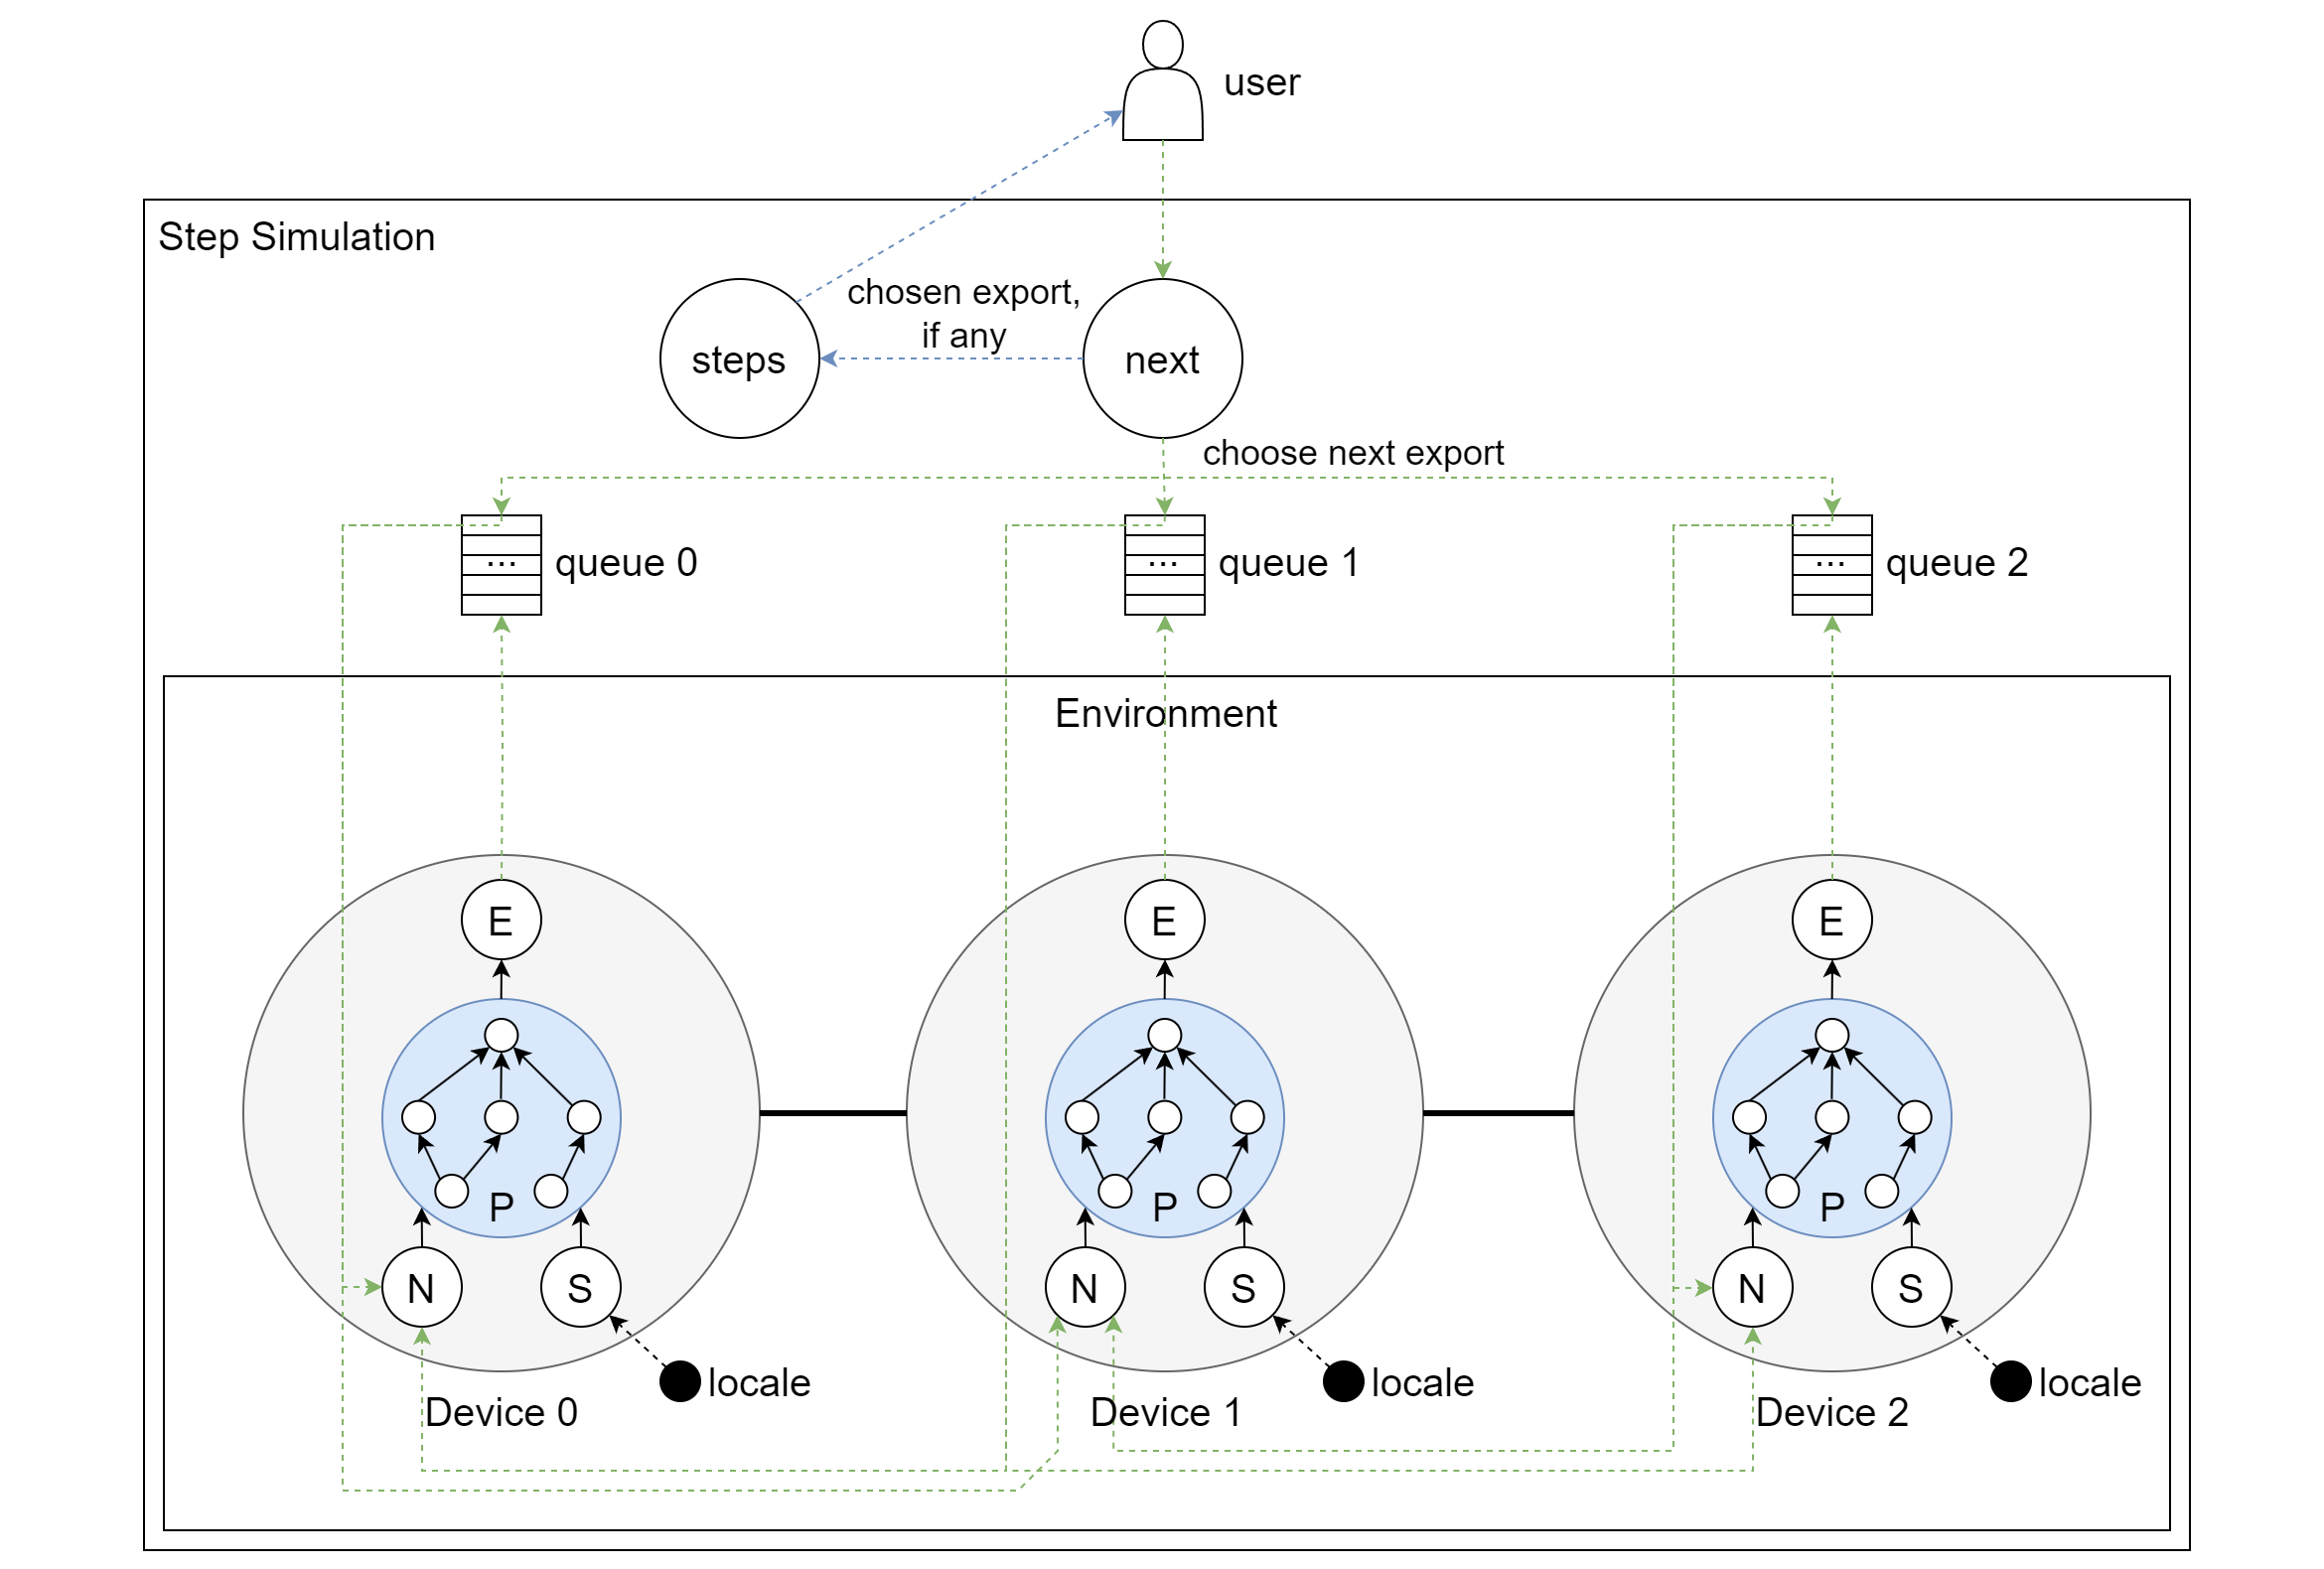 user
Step Simulation
chosen export,
if any
steps
next
choose next export
...
queue 0
...
queue 1
...
queue 2
Environment
E
E
E
P
P
P
N
S
N
S
N
S
locale
locale
locale
Device 0
Device 1
Device 2